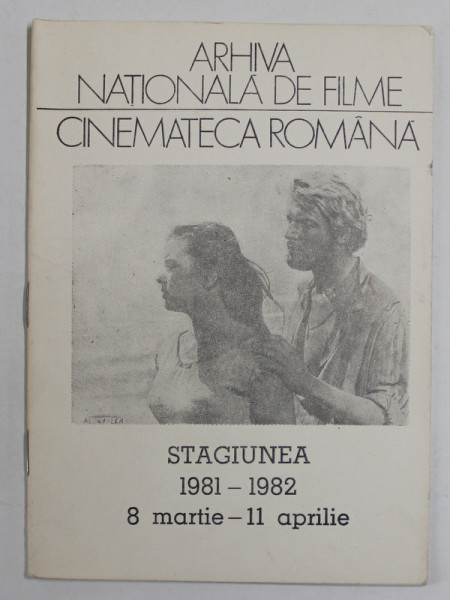 ARHIVA
NAȚIONALĂ DE FILME
CINEMATECA ROMÂNĂ
STAGIUNEA
1981 – 1982
8 martie – 11 aprilie